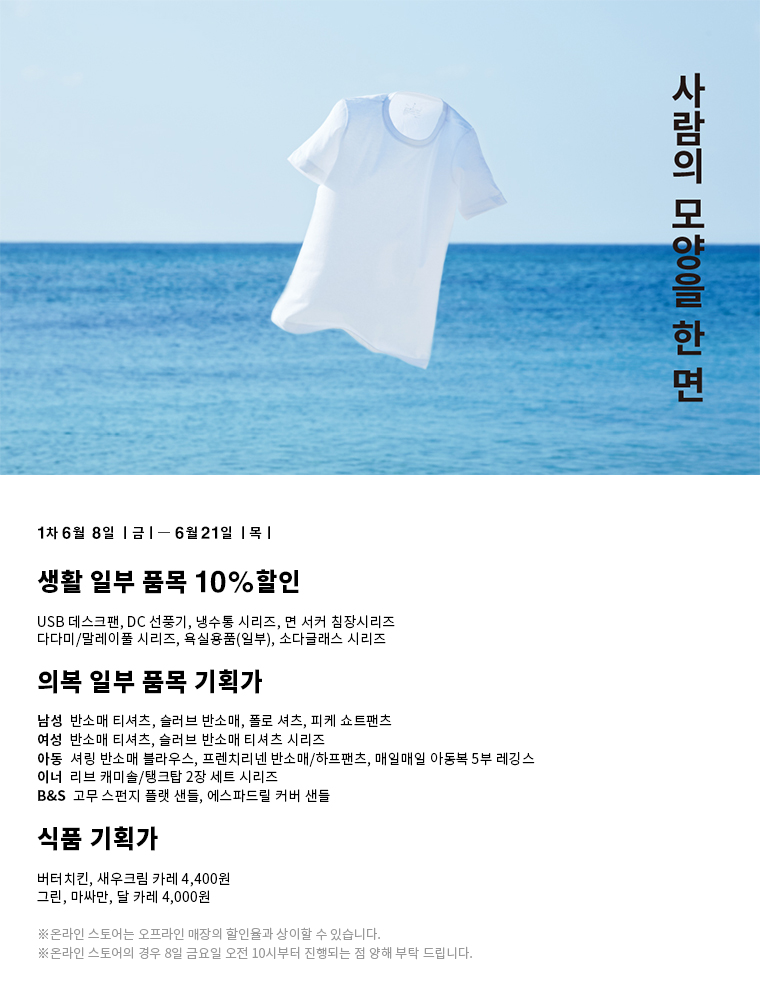 사람의 모양을 한 면
1차 6월 8일 |금| — 6월 21일 |목|
생활 일부 품목 10%할인
USB 데스크팬, DC 선풍기, 냉수통 시리즈, 면 서커 침장시리즈
다다미/말레이풀 시리즈, 욕실용품(일부), 소다글래스 시리즈
의복 일부 품목 기획가
남성 반소매 티셔츠, 슬러브 반소매, 폴로 셔츠, 피케 쇼트팬츠
여성 반소매 티셔츠, 슬러브 반소매 티셔츠 시리즈
아동 셔링 반소매 블라우스, 프렌치리넨 반소매/하프팬츠, 매일매일 아동복 5부 레깅스
이너 리브 캐미솔/탱크탑 2장 세트 시리즈
B&S 고무 스펀지 플랫 샌들, 에스파드릴 커버 샌들
식품 기획가
버터치킨, 새우크림 카레 4,400원
그린, 마싸만, 달 카레 4,000원
※온라인 스토어는 오프라인 매장의 할인율과 상이할 수 있습니다.
※온라인 스토어의 경우 8일 금요일 오전 10시부터 진행되는 점 양해 부탁 드립니다.